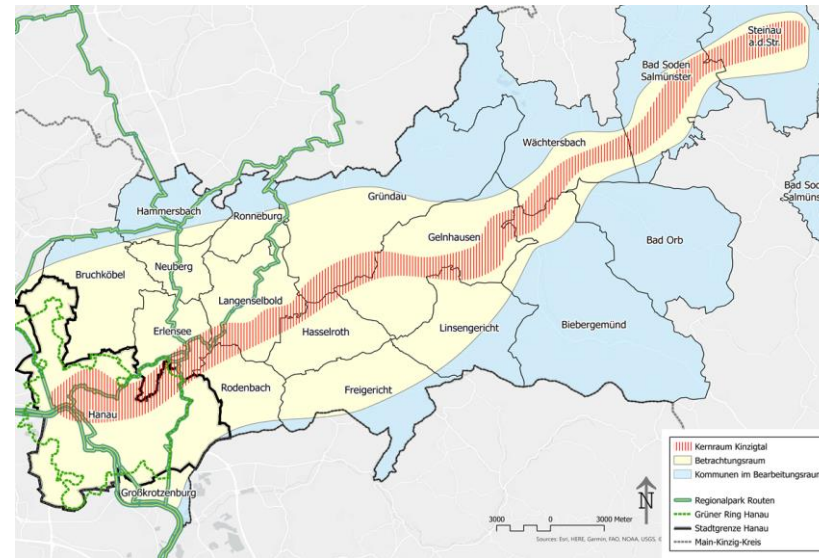 Steinau
a.d.Str.
Bad Soden
Salmünster
Wächtersbach
Bad Sod
Salmüns
Gründau
Hammersbach
Ronneburg
Gelnhausen
Bad Orb
Neuberg
Bruchköbel
Langenselbold
Erlensee
Hasselroth
Linsengericht
Biebergemünd
Rodenbach
Freigericht
Hanau
Großkrotzenburg
Kernraum Kinzigtal
Betrachtungsraum
Kommunen im Bearbeitungsraum
Regionalpark Routen
Grüner Ring Hanau
Stadtgrenze Hanau
Main-Kinzig-Kreis
N
3000 0 3000 Meter
Sources: Esri, HERE, Garmin, FAO, NOAA, USGS,